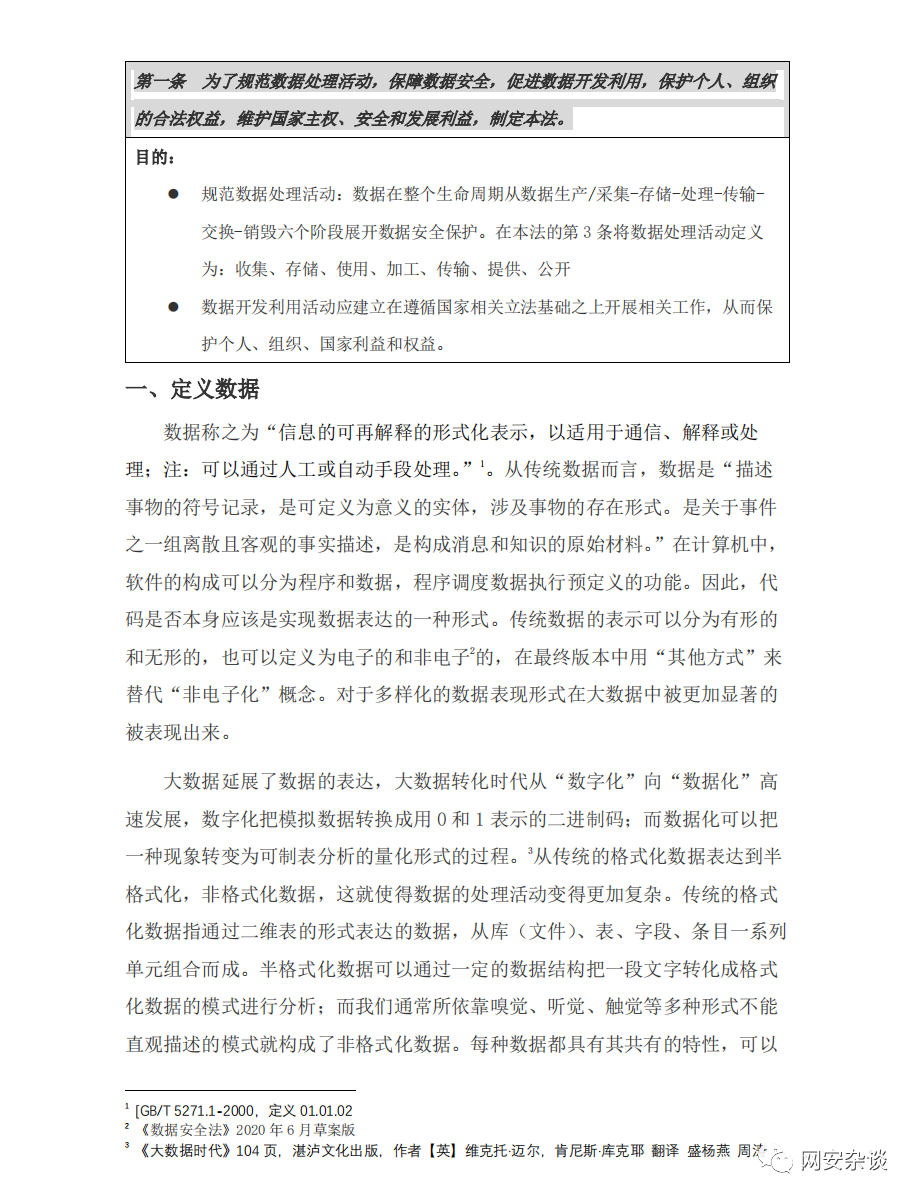 第一条　为了规范数据处理活动，保障数据安全，促进数据开发利用，保护个人、组织
的合法权益，维护国家主权、安全和发展利益，制定本法。
目的：
● 规范数据处理活动：数据在整个生命周期从数据生产/采集-存储-处理-传输-
交换-销毁六个阶段展开数据安全保护。在本法的第 3 条将数据处理活动定义
为：收集、存储、使用、加工、传输、提供、公开
● 数据开发利用活动应建立在遵循国家相关立法基础之上开展相关工作，从而保
护个人、组织、国家利益和权益。
一、定义数据
数据称之为“信息的可再解释的形式化表示，以适用于通信、解释或处
理；注：可以通过人工或自动手段处理。”1。从传统数据而言，数据是“描述
事物的符号记录，是可定义为意义的实体，涉及事物的存在形式。是关于事件
之一组离散且客观的事实描述，是构成消息和知识的原始材料。”在计算机中，
软件的构成可以分为程序和数据，程序调度数据执行预定义的功能。因此，代
码是否本身应该是实现数据表达的一种形式。传统数据的表示可以分为有形的
和无形的，也可以定义为电子的和非电子2的，在最终版本中用“其他方式”来
替代“非电子化”概念。对于多样化的数据表现形式在大数据中被更加显著的
被表现出来。
大数据延展了数据的表达，大数据转化时代从“数字化”向“数据化”高
速发展，数字化把模拟数据转换成用 0 和 1 表示的二进制码；而数据化可以把
一种现象转变为可制表分析的量化形式的过程。3从传统的格式化数据表达到半
格式化，非格式化数据，这就使得数据的处理活动变得更加复杂。传统的格式
化数据指通过二维表的形式表达的数据，从库（文件）、表、字段、条目一系列
单元组合而成。半格式化数据可以通过一定的数据结构把一段文字转化成格式
化数据的模式进行分析；而我们通常所依靠嗅觉、听觉、触觉等多种形式不能
直观描述的模式就构成了非格式化数据。每种数据都具有其共有的特性，可以
1 [GB/T 5271.1-2000，定义 01.01.02
2 《数据安全法》2020 年 6 月草案版
3 《大数据时代》104 页，湛泸文化出版，作者【英】维克托·迈尔，肯尼斯·库克耶 翻译 盛杨燕 周
网安杂谈